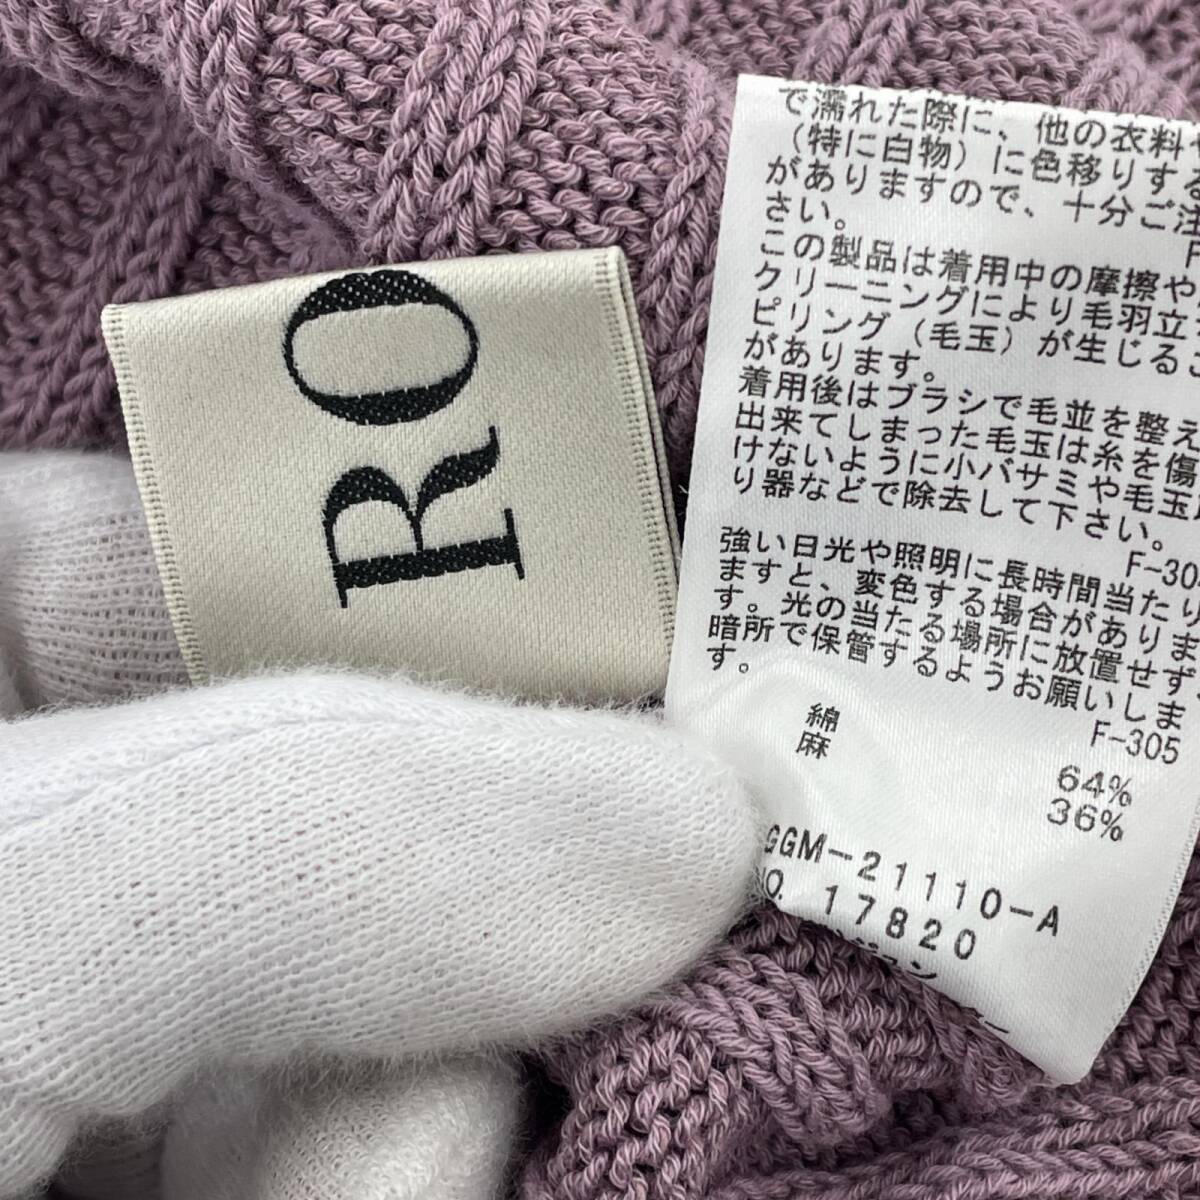 RO
で濡れた際に、他の衣料や
（特に白物）に色移りする
がありますので、十分ご注
さい。
この製品は着用中の摩擦や
クリーニングにより毛羽立
ピリング（毛玉）が生じるこ
があります。
着用後はブラシで毛並を整え
出来てしまった毛玉は糸を傷
けないように小バサミや毛玉
り器などで除去して下さい。
F-304
強い日光や照明に長時間当たり
ますと、変色する場合がありま
す。光の当たる場所に放置せず
暗所で保管するようお願いしま
す。
F-305
綿 64%
麻 36%
GGM-21110-A
NO. 17820